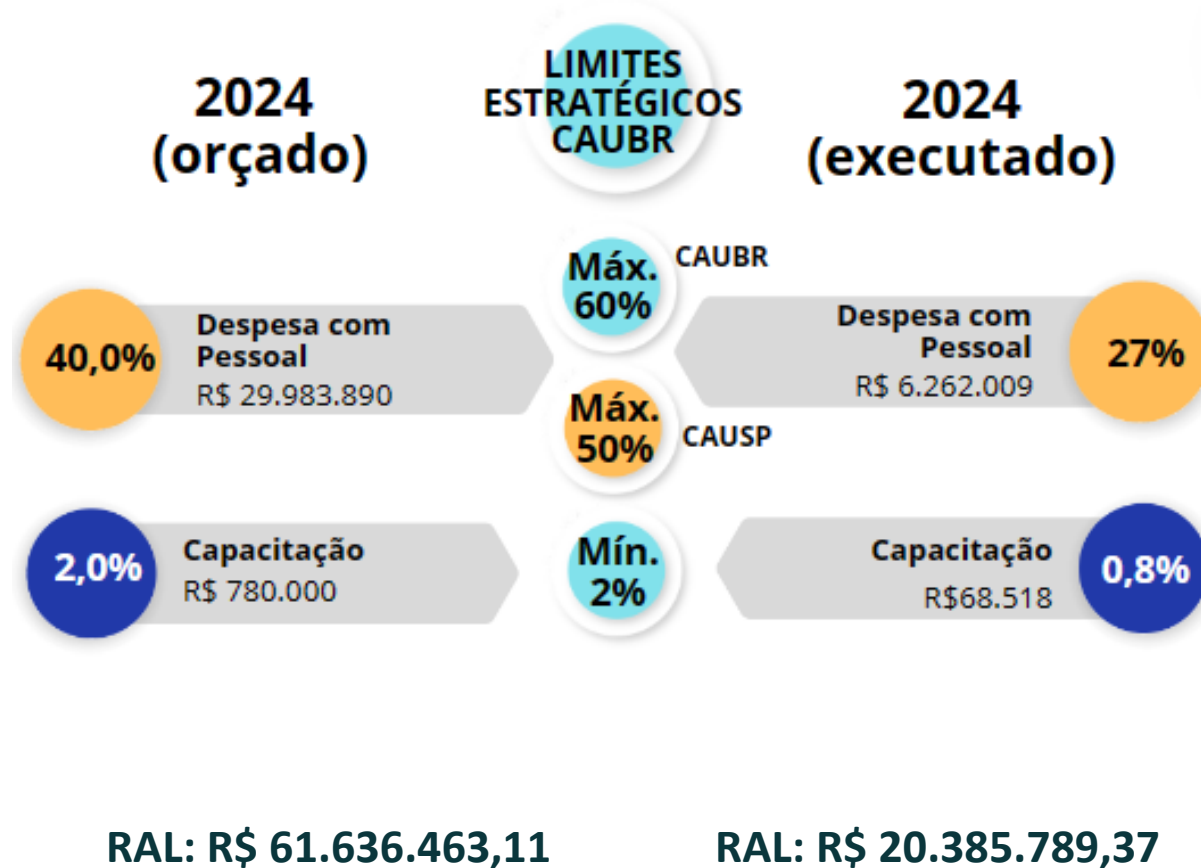 2024
(orçado)
LIMITES
ESTRATÉGICOS
CAUBR
2024
(executado)
40,0%
Despesa com
Pessoal
R$ 29.983.890
Máx.
60%
CAUBR
Máx.
50%
CAUSP
Despesa com
Pessoal
R$ 6.262.009
27%
2,0%
Capacitação
R$ 780.000
Mín.
2%
Capacitação
R$68.518
0,8%
RAL: R$ 61.636.463,11
RAL: R$ 20.385.789,37